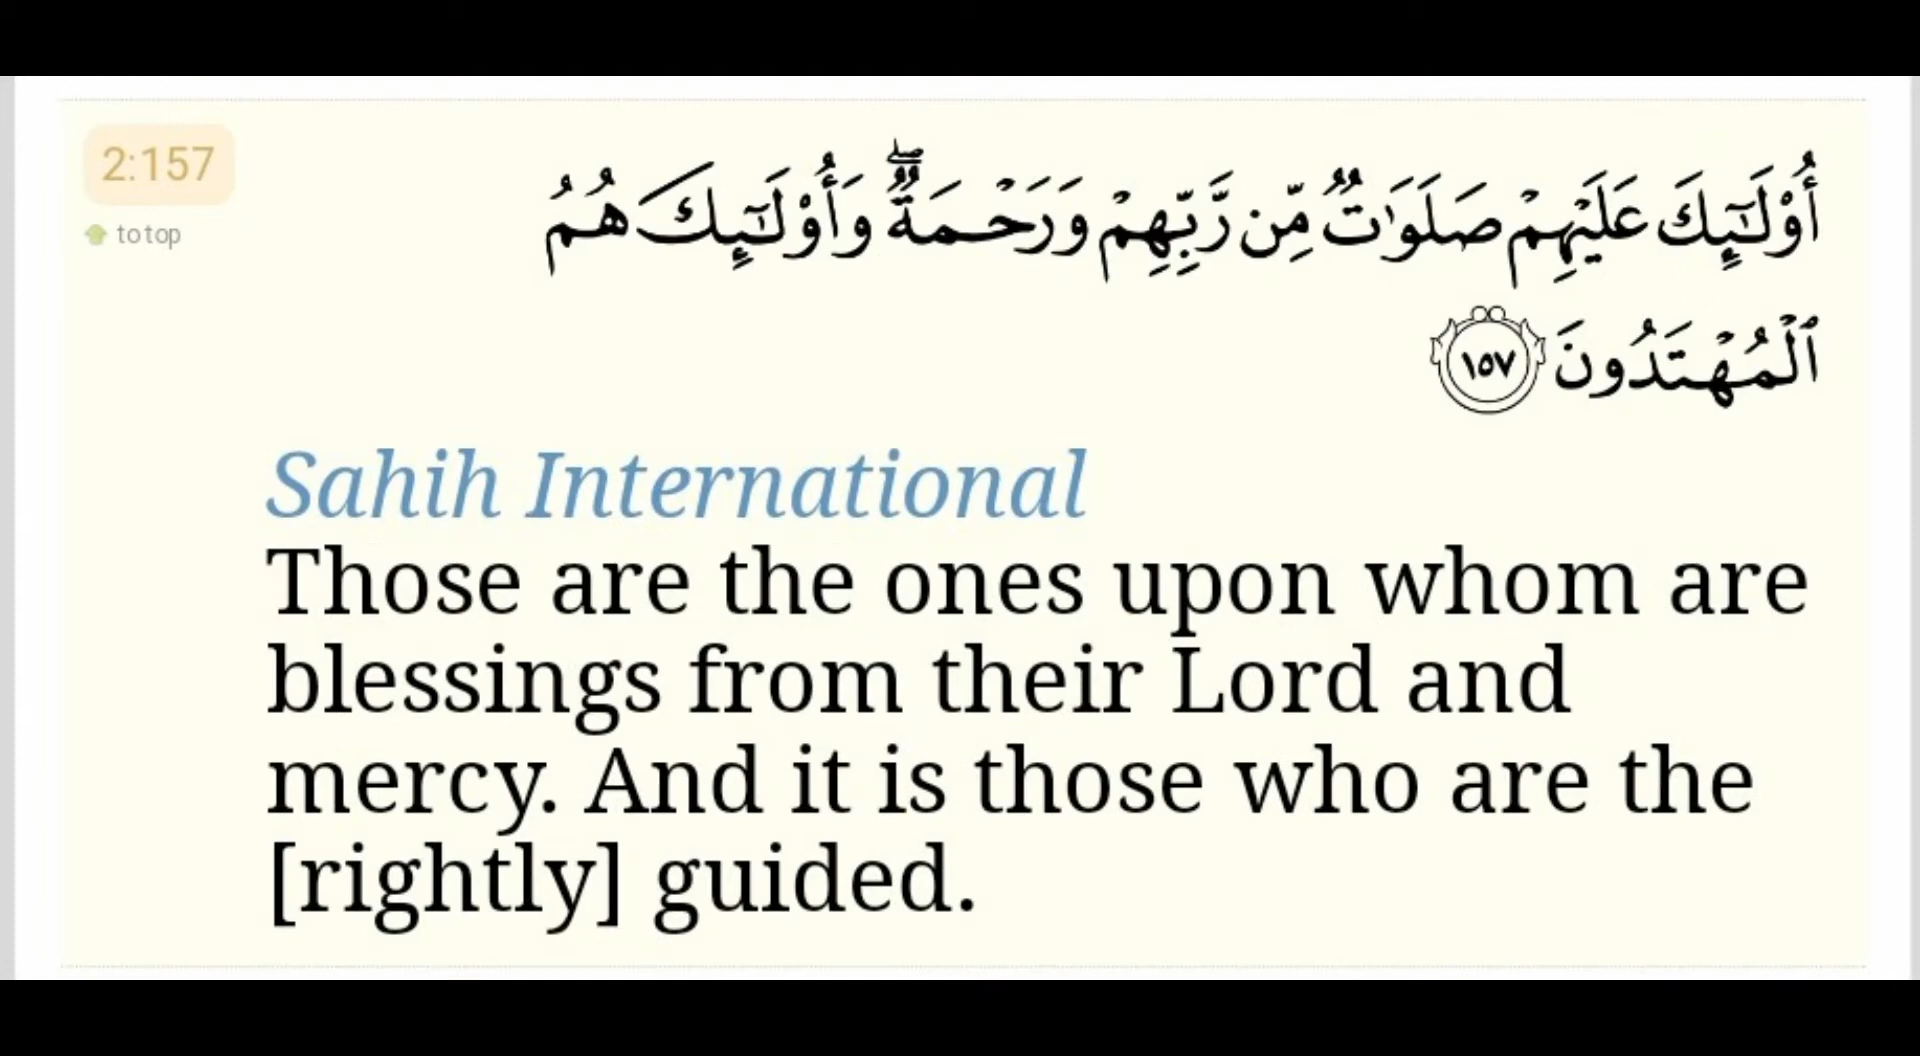 2:157
to top
أُوْلَـٰٓئِكَ عَلَيۡهِمۡ صَلَوَٰتٞ مِّن رَّبِّهِمۡ وَرَحۡمَةٞۖ وَأُوْلَـٰٓئِكَ هُمُ
ٱلۡمُهۡتَدُونَ ١٥٧
Sahih International
Those are the ones upon whom are
blessings from their Lord and
mercy. And it is those who are the
[rightly] guided.